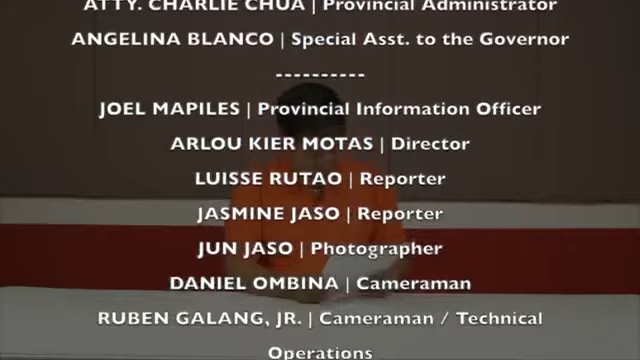 ATTY. CHARLIE CHUA | Provincial Administrator
ANGELINA BLANCO | Special Asst. to the Governor
----------
JOEL MAPILES | Provincial Information Officer
ARLOU KIER MOTAS | Director
LUISSE RUTAO | Reporter
JASMINE JASO | Reporter
JUN JASO | Photographer
DANIEL OMBINA | Cameraman
RUBEN GALANG, JR. | Cameraman / Technical
Operations